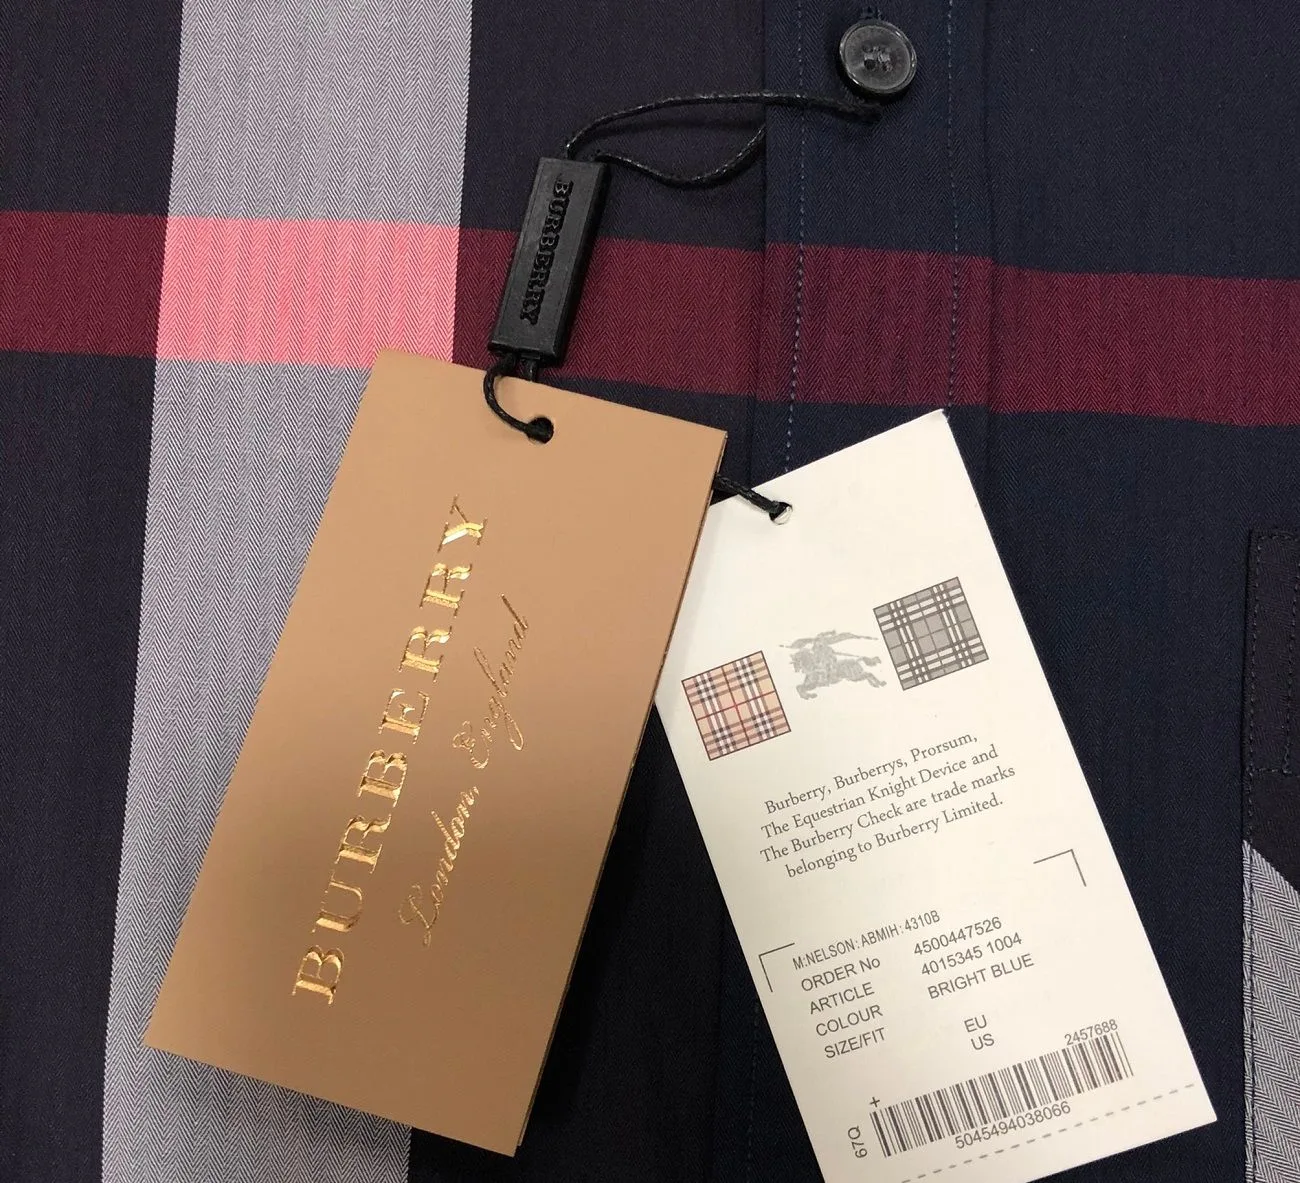 BURBERRY
BURBERRY
London, England
Burberry, Burberrys, Prorsum,
The Equestrian Knight Device and
The Burberry Check are trade marks
belonging to Burberry Limited.
M:NELSON: ABMIH: 4310B
ORDER No 4500447526
ARTICLE 4015345 1004
COLOUR BRIGHT BLUE
SIZE/FIT EU
US
2457688
67Q +
5045494038066